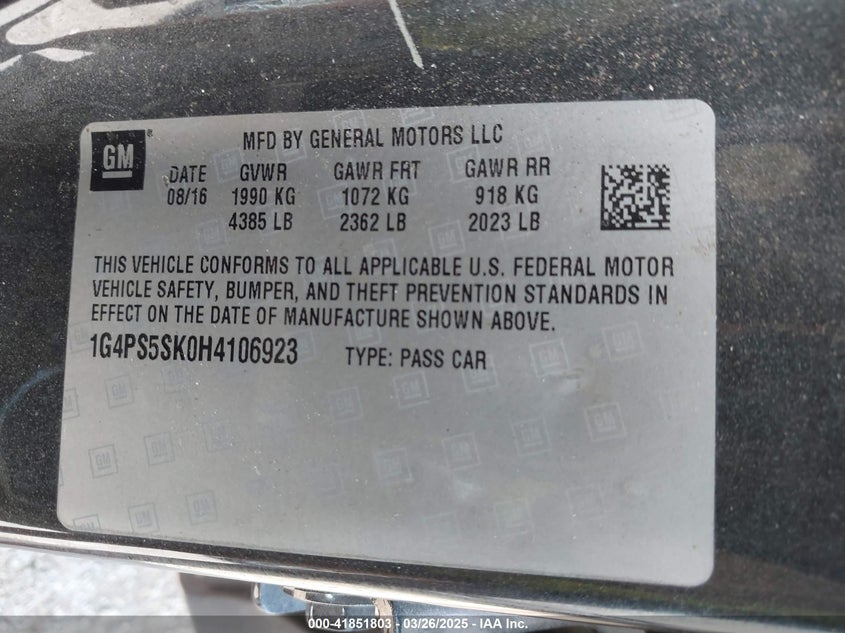 GM
MFD BY GENERAL MOTORS LLC
DATE GVWR GAWR FRT GAWR RR
08/16 1990 KG 1072 KG 918 KG
4385 LB 2362 LB 2023 LB
THIS VEHICLE CONFORMS TO ALL APPLICABLE U.S. FEDERAL MOTOR
VEHICLE SAFETY, BUMPER, AND THEFT PREVENTION STANDARDS IN
EFFECT ON THE DATE OF MANUFACTURE SHOWN ABOVE.
1G4PS5SK0H4106923 TYPE: PASS CAR
000-41851803 - 03/26/2025 - IAA Inc.